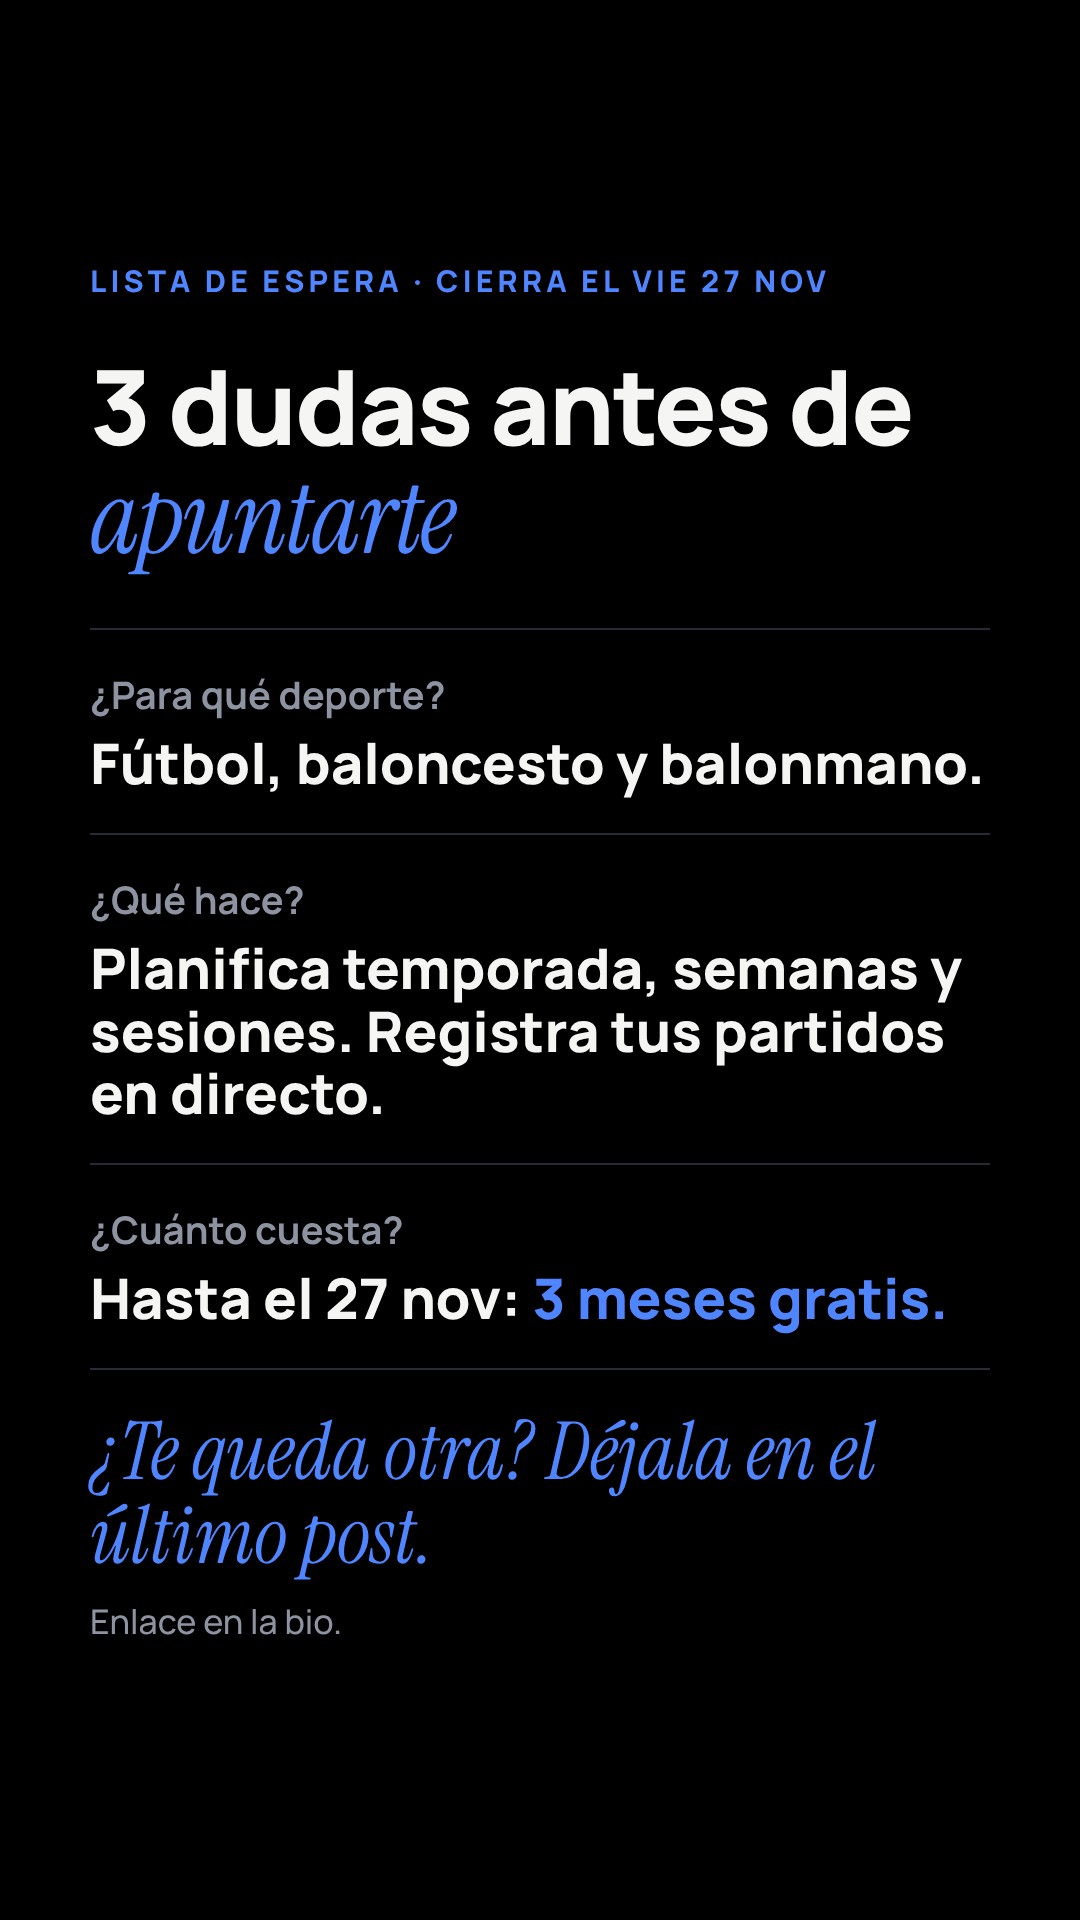 LISTA DE ESPERA · CIERRA EL VIE 27 NOV
3 dudas antes de
apuntarte
¿Para qué deporte?
Fútbol, baloncesto y balonmano.
¿Qué hace?
Planifica temporada, semanas y
sesiones. Registra tus partidos
en directo.
¿Cuánto cuesta?
Hasta el 27 nov: 3 meses gratis.
¿Te queda otra? Déjala en el
último post.
Enlace en la bio.